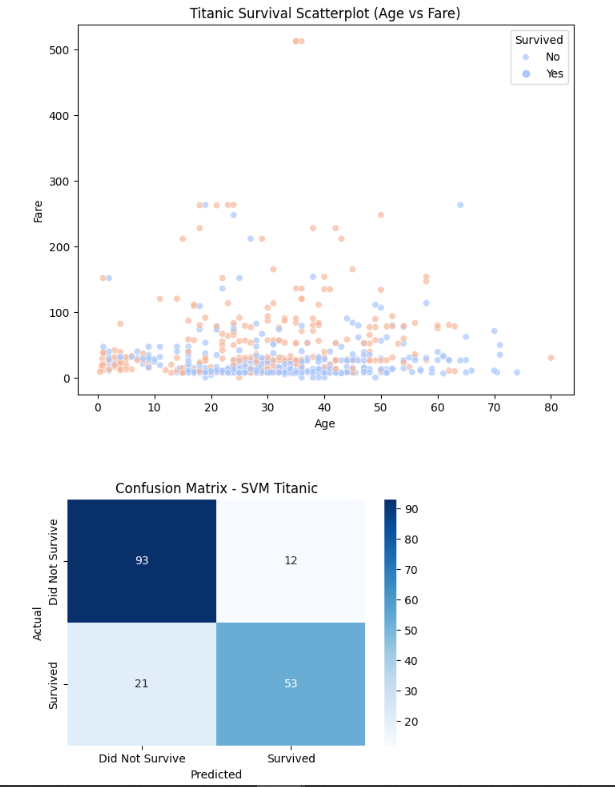 Titanic Survival Scatterplot (Age vs Fare)
Survived
No
Yes
500
400
300
200
100
0
Fare
0 10 20 30 40 50 60 70 80
Age
Confusion Matrix - SVM Titanic
Actual
Did Not Survive
Survived
93 12
21 53
Did Not Survive Survived
Predicted
90
80
70
60
50
40
30
20